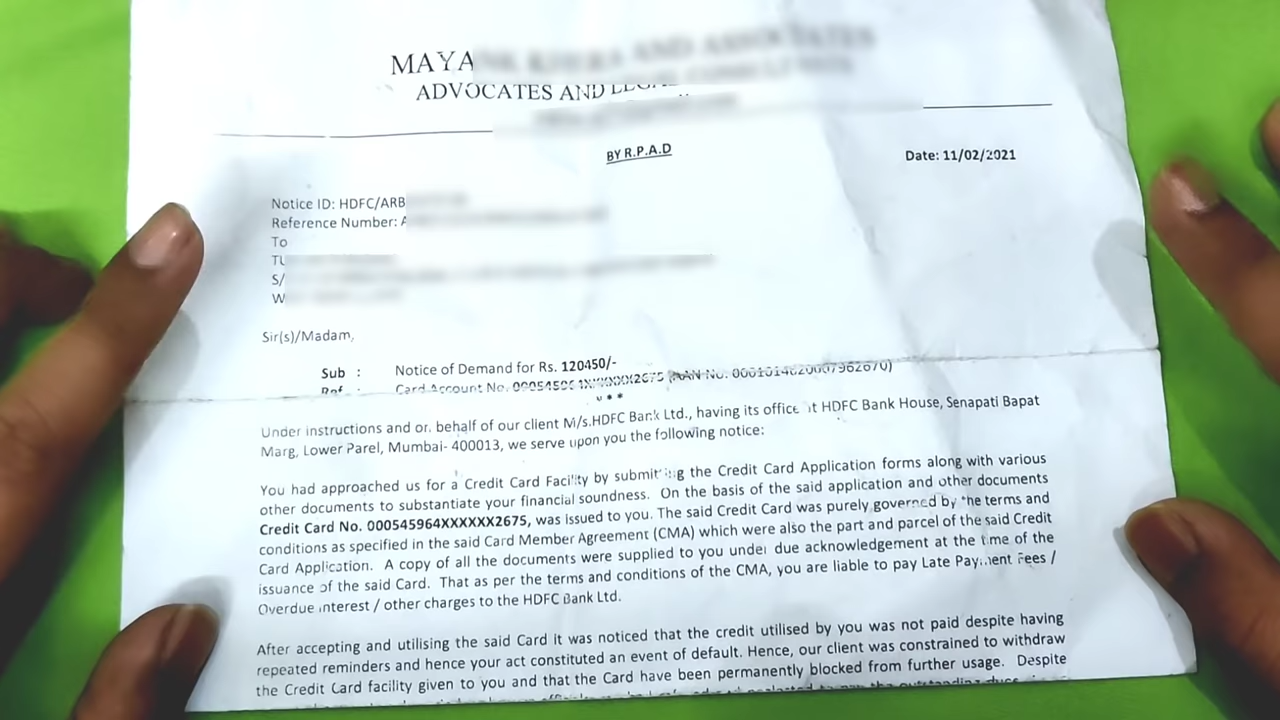 MAYA
ADVOCATES AND
BY R.P.A.D
Date: 11/02/2021
Notice ID: HDFC/ARB
Reference Number: A
To
TL
S/
W
Sir(s)/Madam,
Sub : Notice of Demand for Rs. 120450/-
Ref : Card Account No.
Under instructions and or. behalf of our client M/s.HDFC Bank Ltd., having its office at HDFC Bank House, Senapati Bapat
Marg, Lower Parel, Mumbai- 400013, we serve upon you the following notice:
You had approached us for a Credit Card Facility by submitting the Credit Card Application forms along with various
other documents to substantiate your financial soundness. On the basis of the said application and other documents
Credit Card No. 000545964XXXXXX2675, was issued to you. The said Credit Card was purely governed by the terms and
conditions as specified in the said Card Member Agreement (CMA) which were also the part and parcel of the said Credit
Card Application. A copy of all the documents were supplied to you under due acknowledgement at the time of the
issuance of the said Card. That as per the terms and conditions of the CMA, you are liable to pay Late Payment Fees /
Overdue interest / other charges to the HDFC Bank Ltd.
After accepting and utilising the said Card it was noticed that the credit utilised by you was not paid despite having
repeated reminders and hence your act constituted an event of default. Hence, our client was constrained to withdraw
the Credit Card facility given to you and that the Card have been permanently blocked from further usage. Despite